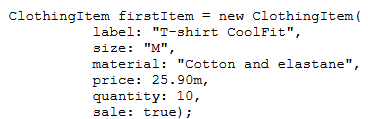 ClothingItem firstItem = new ClothingItem(
label: "T-shirt CoolFit",
size: "M",
material: "Cotton and elastane",
price: 25.90m,
quantity: 10,
sale: true);